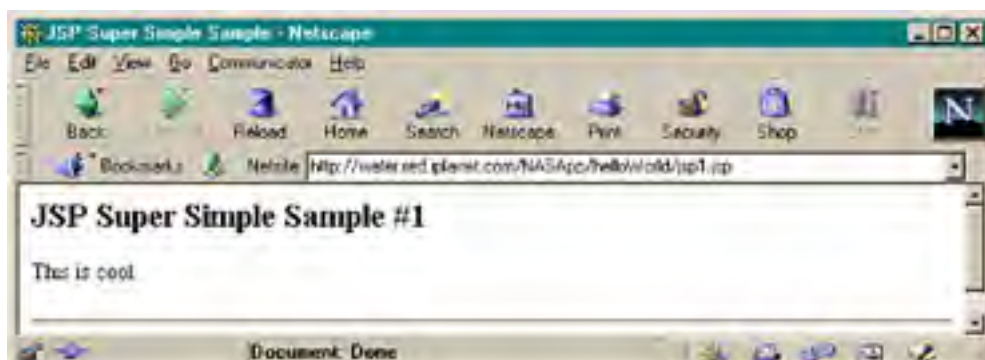 JSP Super Simple Sample - Netscape
File Edit View Go Communicator Help
Back Reload Home Search Netscape Print Security Shop
N
Bookmarks Netsite http://water.red.iplanet.com/NASApp/helloWorld/jsp1.jsp
JSP Super Simple Sample #1
This is cool.
Document: Done